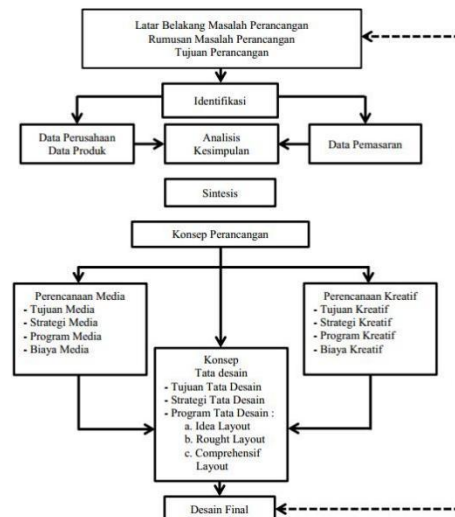 Latar Belakang Masalah Perancangan
Rumusan Masalah Perancangan
Tujuan Perancangan
Identifikasi
Data Perusahaan
Data Produk
Analisis
Kesimpulan
Data Pemasaran
Sintesis
Konsep Perancangan
Perencanaan Media
- Tujuan Media
- Strategi Media
- Program Media
- Biaya Media
Perencanaan Kreatif
- Tujuan Kreatif
- Strategi Kreatif
- Program Kreatif
- Biaya Kreatif
Konsep
Tata desain
- Tujuan Tata Desain
- Strategi Tata Desain
- Program Tata Desain :
a. Idea Layout
b. Rought Layout
c. Comprehensif
Layout
Desain Final